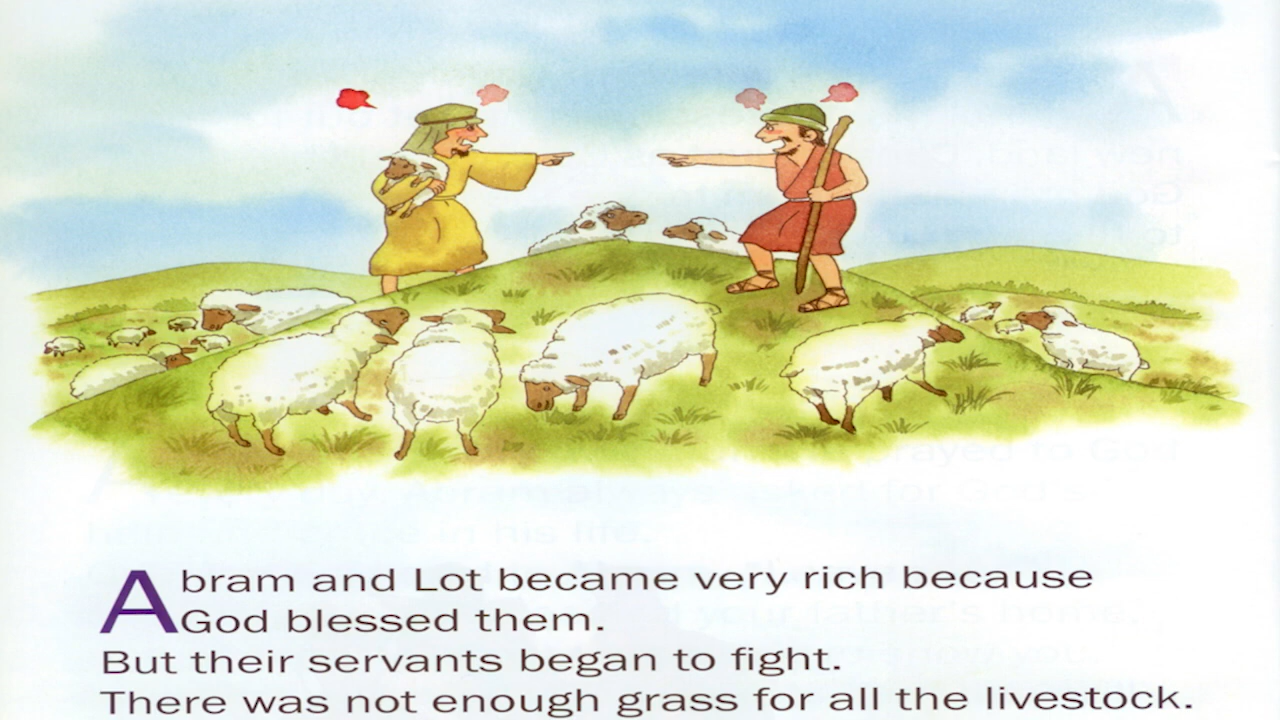 Abram and Lot became very rich because
God blessed them.
But their servants began to fight.
There was not enough grass for all the livestock.